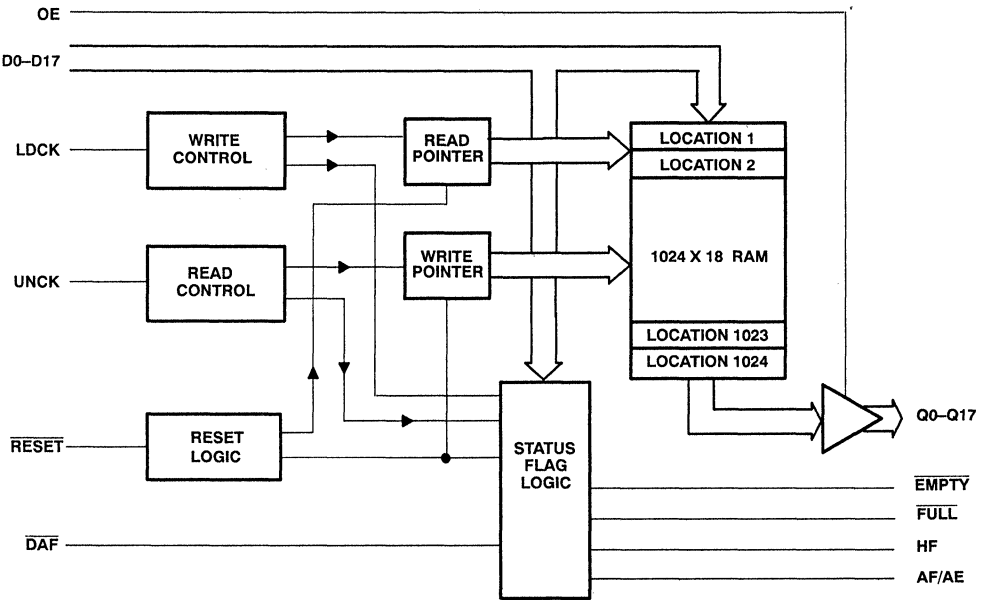 OE
D0–D17
LDCK
WRITE
CONTROL
READ
POINTER
LOCATION 1
LOCATION 2
1024 X 18 RAM
LOCATION 1023
LOCATION 1024
UNCK
READ
CONTROL
WRITE
POINTER
RESET
RESET
LOGIC
STATUS
FLAG
LOGIC
DAF
Q0–Q17
EMPTY
FULL
HF
AF/AE